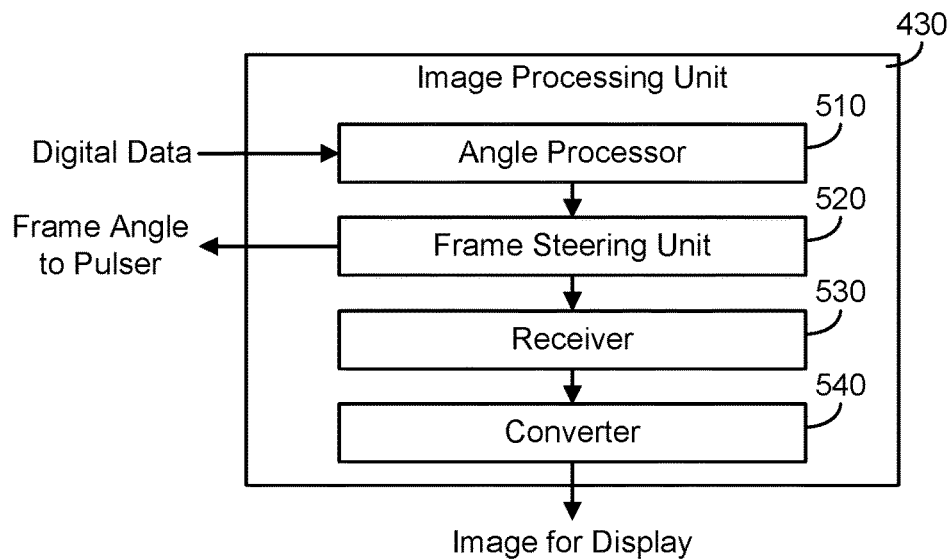 430
Image Processing Unit
510
Digital Data
Angle Processor
520
Frame Angle
to Pulser
Frame Steering Unit
530
Receiver
540
Converter
Image for Display